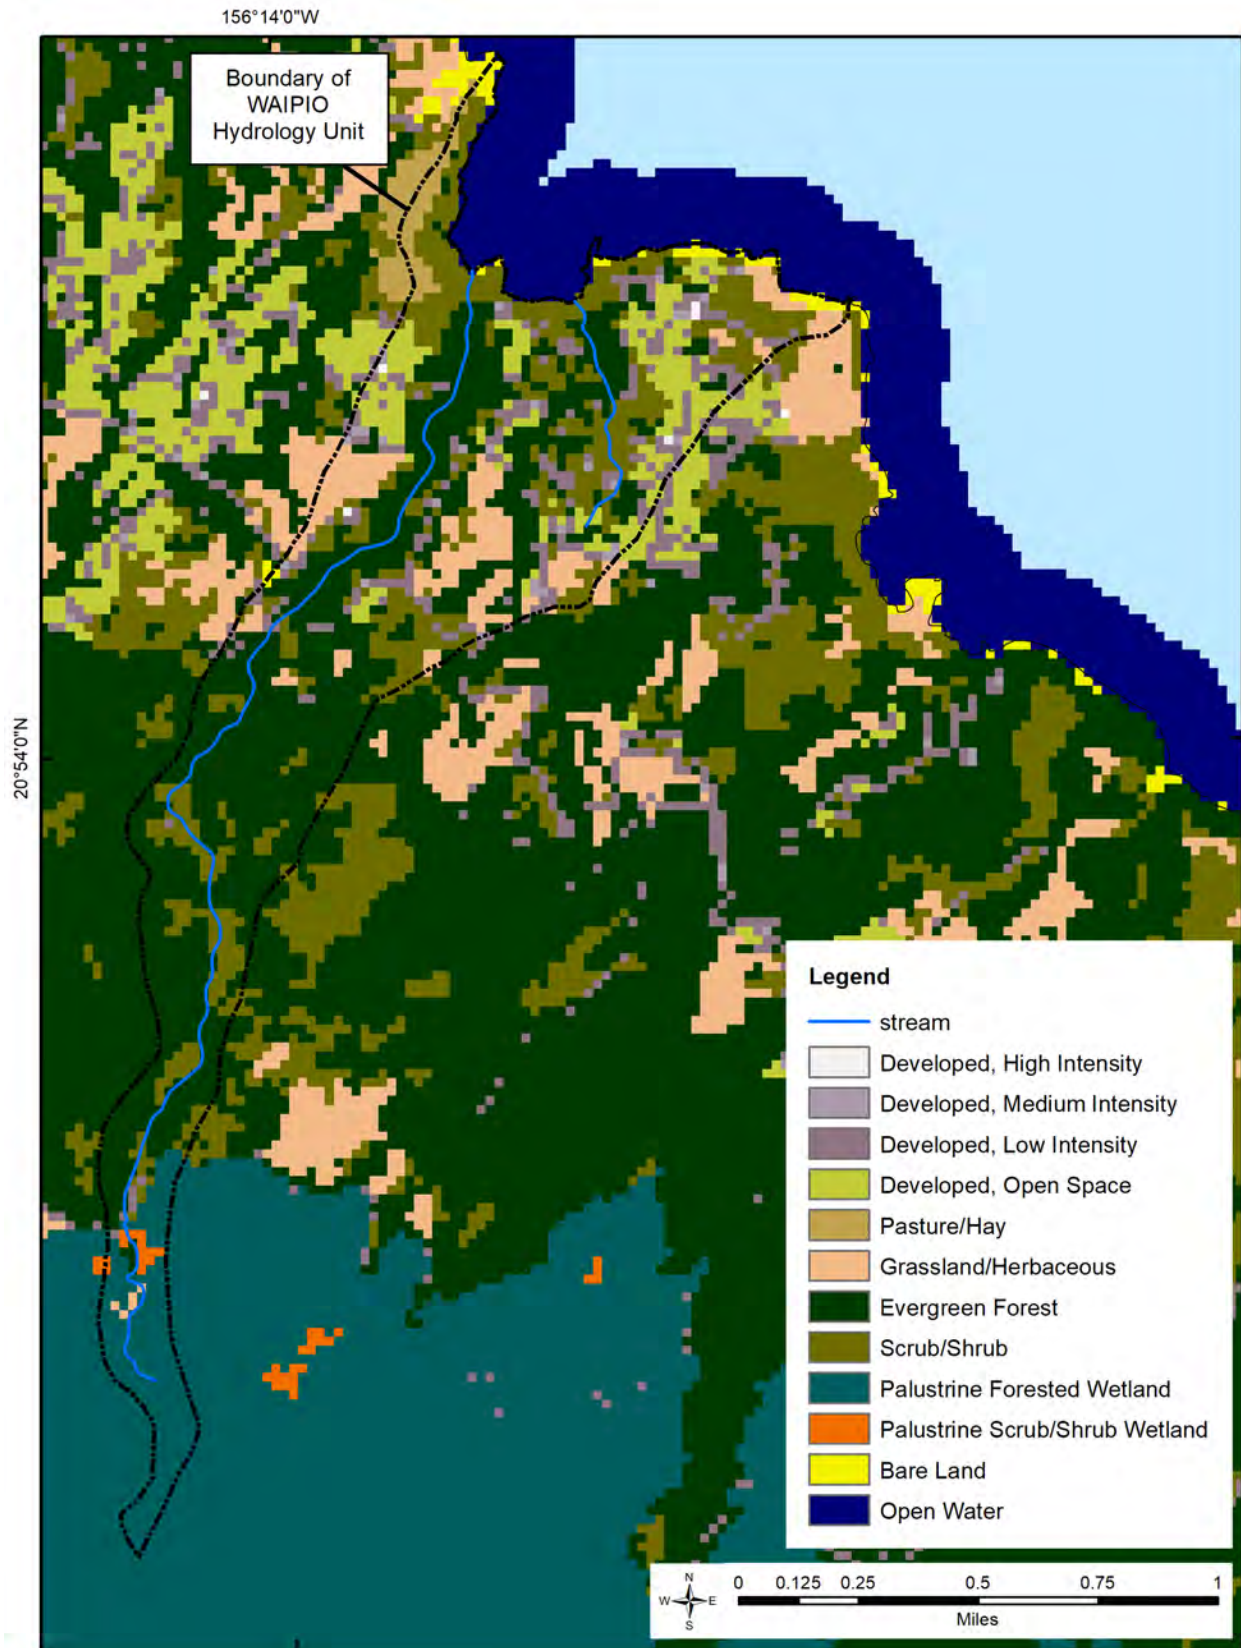 156°14'0"W
Boundary of
WAIPIO
Hydrology Unit
20°54'0"N
Legend
stream
Developed, High Intensity
Developed, Medium Intensity
Developed, Low Intensity
Developed, Open Space
Pasture/Hay
Grassland/Herbaceous
Evergreen Forest
Scrub/Shrub
Palustrine Forested Wetland
Palustrine Scrub/Shrub Wetland
Bare Land
Open Water
N
W E
S
0 0.125 0.25 0.5 0.75 1
Miles